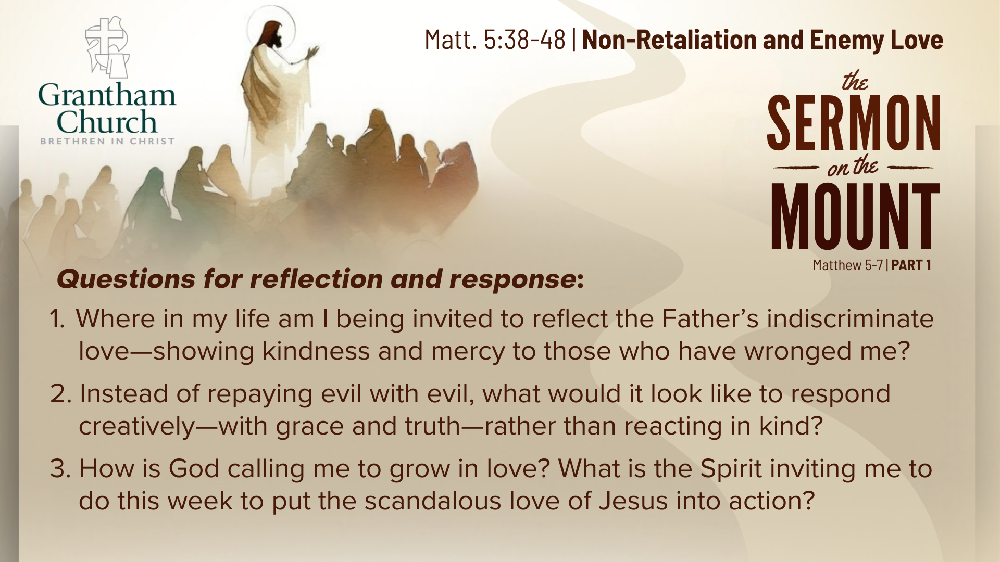 Grantham
Church
BRETHREN IN CHRIST
Matt. 5:38-48 | Non-Retaliation and Enemy Love
the
SERMON
on the
MOUNT
Matthew 5-7 | PART 1
Questions for reflection and response:
1. Where in my life am I being invited to reflect the Father’s indiscriminate
love—showing kindness and mercy to those who have wronged me?
2. Instead of repaying evil with evil, what would it look like to respond
creatively—with grace and truth—rather than reacting in kind?
3. How is God calling me to grow in love? What is the Spirit inviting me to
do this week to put the scandalous love of Jesus into action?